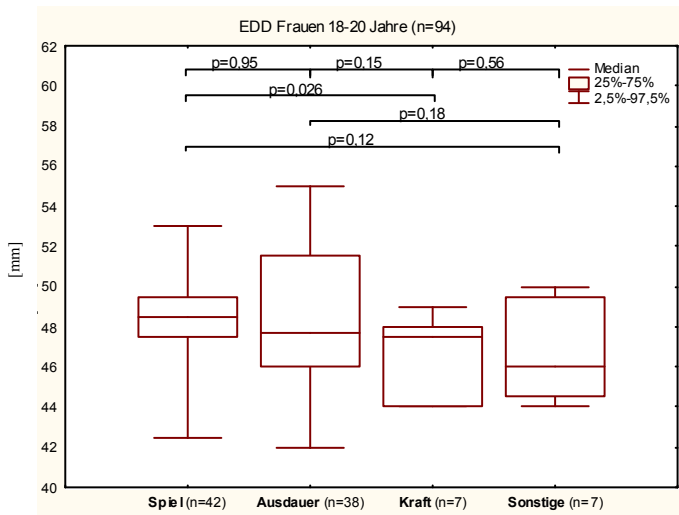 EDD Frauen 18-20 Jahre (n=94)
62
60
58
56
54
52
50
48
46
44
42
40
[mm]
p=0,95
p=0,15
p=0,56
p=0,026
p=0,18
p=0,12
Median
25%-75%
2,5%-97,5%
Spiel (n=42)
Ausdauer (n=38)
Kraft (n=7)
Sonstige (n=7)